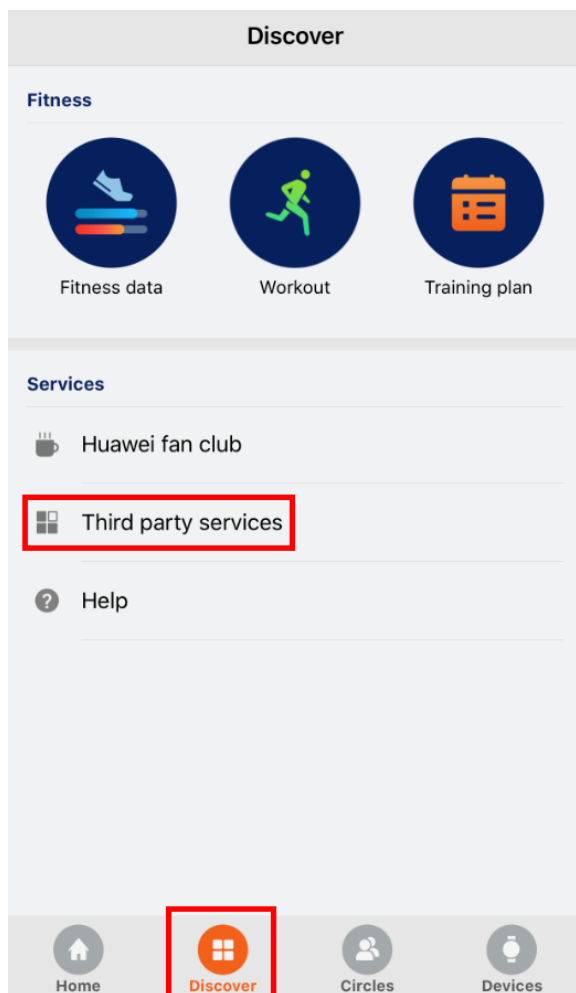 Discover
Fitness
Fitness data
Workout
Training plan
Services
Huawei fan club
Third party services
? Help
Home
Discover
Circles
Devices